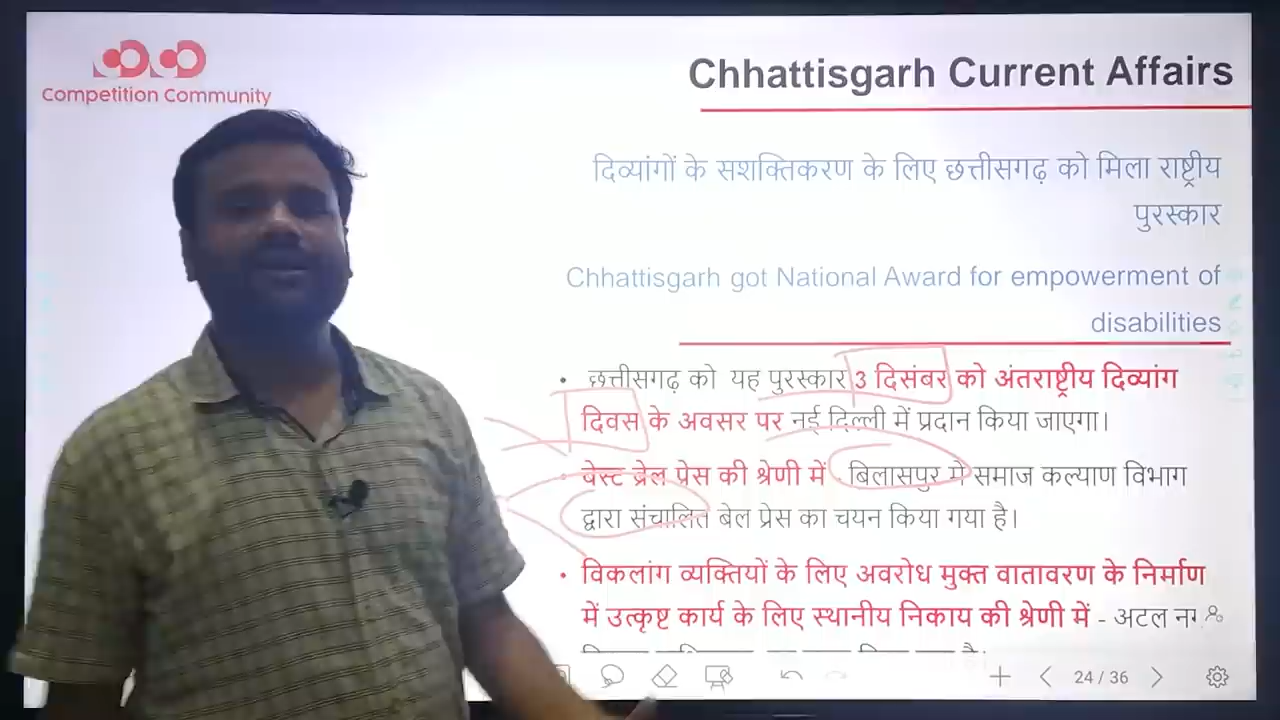 Competition Community
Chhattisgarh Current Affairs
दिव्यांगों के सशक्तिकरण के लिए छत्तीसगढ़ को मिला राष्ट्रीय
पुरस्कार
Chhattisgarh got National Award for empowerment of
disabilities
• छत्तीसगढ़ को यह पुरस्कार 3 दिसंबर को अंतराष्ट्रीय दिव्यांग
दिवस के अवसर पर नई दिल्ली में प्रदान किया जाएगा।
• वेस्ट ब्रेल प्रेस की श्रेणी में - बिलासपुर मे समाज कल्याण विभाग
द्वारा संचालित बेल प्रेस का चयन किया गया है।
• विकलांग व्यक्तियों के लिए अवरोध मुक्त वातावरण के निर्माण
में उत्कृष्ट कार्य के लिए स्थानीय निकाय की श्रेणी में - अटल
24 / 36